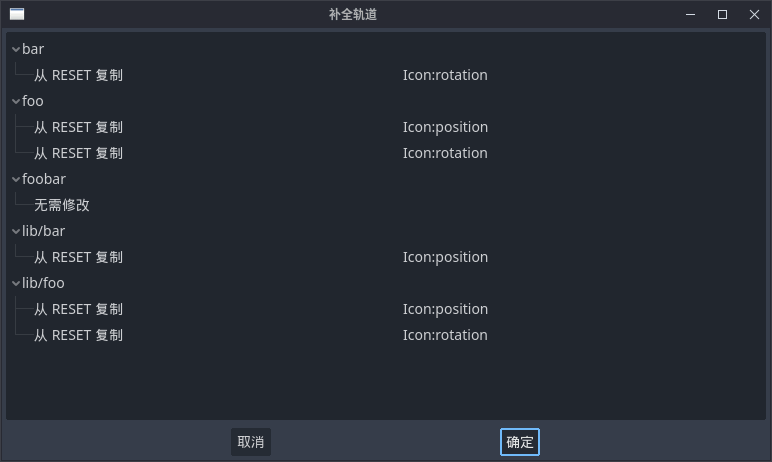 补全轨道
bar
从 RESET 复制 Icon:rotation
foo
从 RESET 复制 Icon:position
从 RESET 复制 Icon:rotation
foobar
无需修改
lib/bar
从 RESET 复制 Icon:position
lib/foo
从 RESET 复制 Icon:position
从 RESET 复制 Icon:rotation
取消 确定